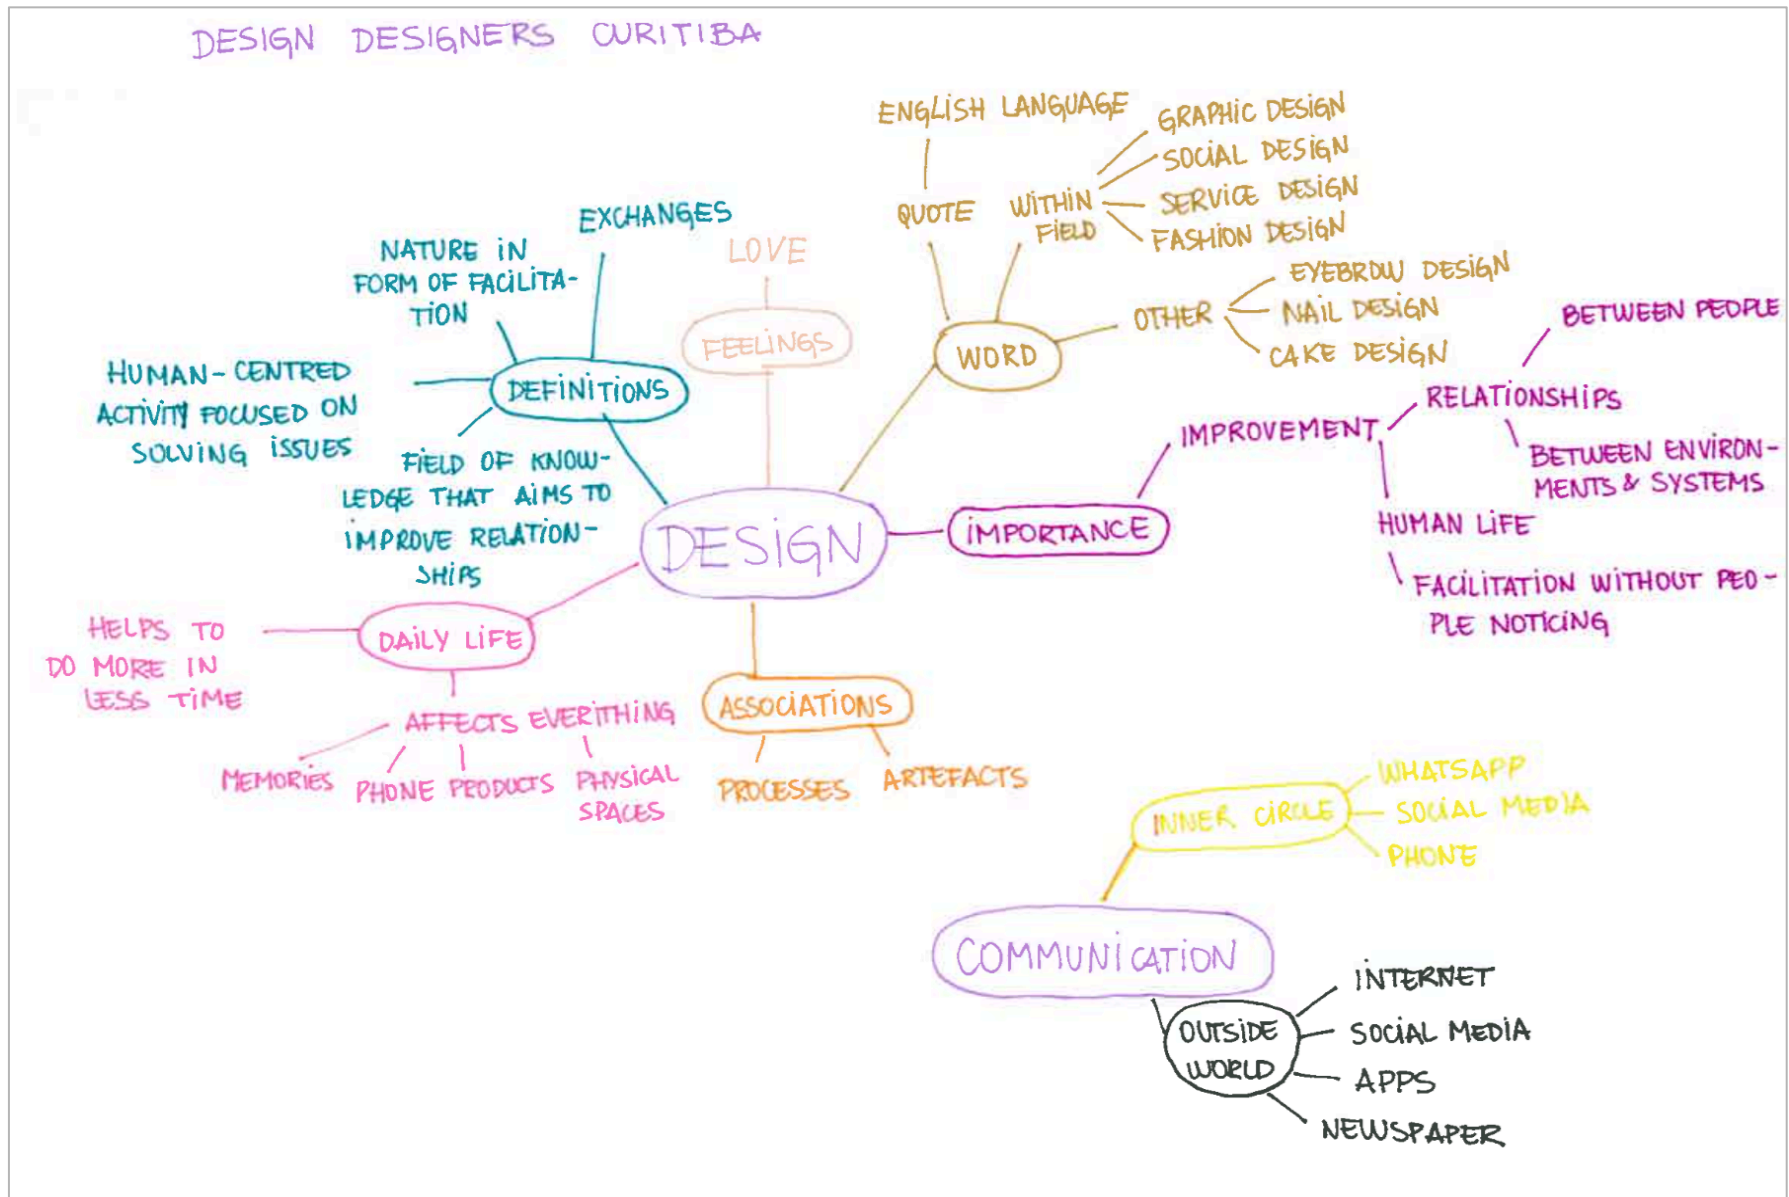 DESIGN DESIGNERS CURITIBA
ENGLISH LANGUAGE
QUOTE
WITHIN
FIELD
GRAPHIC DESIGN
SOCIAL DESIGN
SERVICE DESIGN
FASHION DESIGN
OTHER
EYEBROW DESIGN
NAIL DESIGN
CAKE DESIGN
WORD
LOVE
FEELINGS
EXCHANGES
NATURE IN
FORM OF FACILITA-
TION
HUMAN-CENTRED
ACTIVITY FOCUSED ON
SOLVING ISSUES
DEFINITIONS
FIELD OF KNOW-
LEDGE THAT AIMS TO
IMPROVE RELATION-
SHIPS
DESIGN
IMPORTANCE
IMPROVEMENT
RELATIONSHIPS
BETWEEN PEOPLE
BETWEEN ENVIRON-
MENTS & SYSTEMS
HUMAN LIFE
FACILITATION WITHOUT PEO-
PLE NOTICING
DAILY LIFE
HELPS TO
DO MORE IN
LESS TIME
AFFECTS EVERITHING
MEMORIES
PHONE
PRODUCTS
PHYSICAL
SPACES
ASSOCIATIONS
PROCESSES
ARTEFACTS
INNER CIRCLE
WHATSAPP
SOCIAL MEDIA
PHONE
COMMUNICATION
OUTSIDE
WORLD
INTERNET
SOCIAL MEDIA
APPS
NEWSPAPER